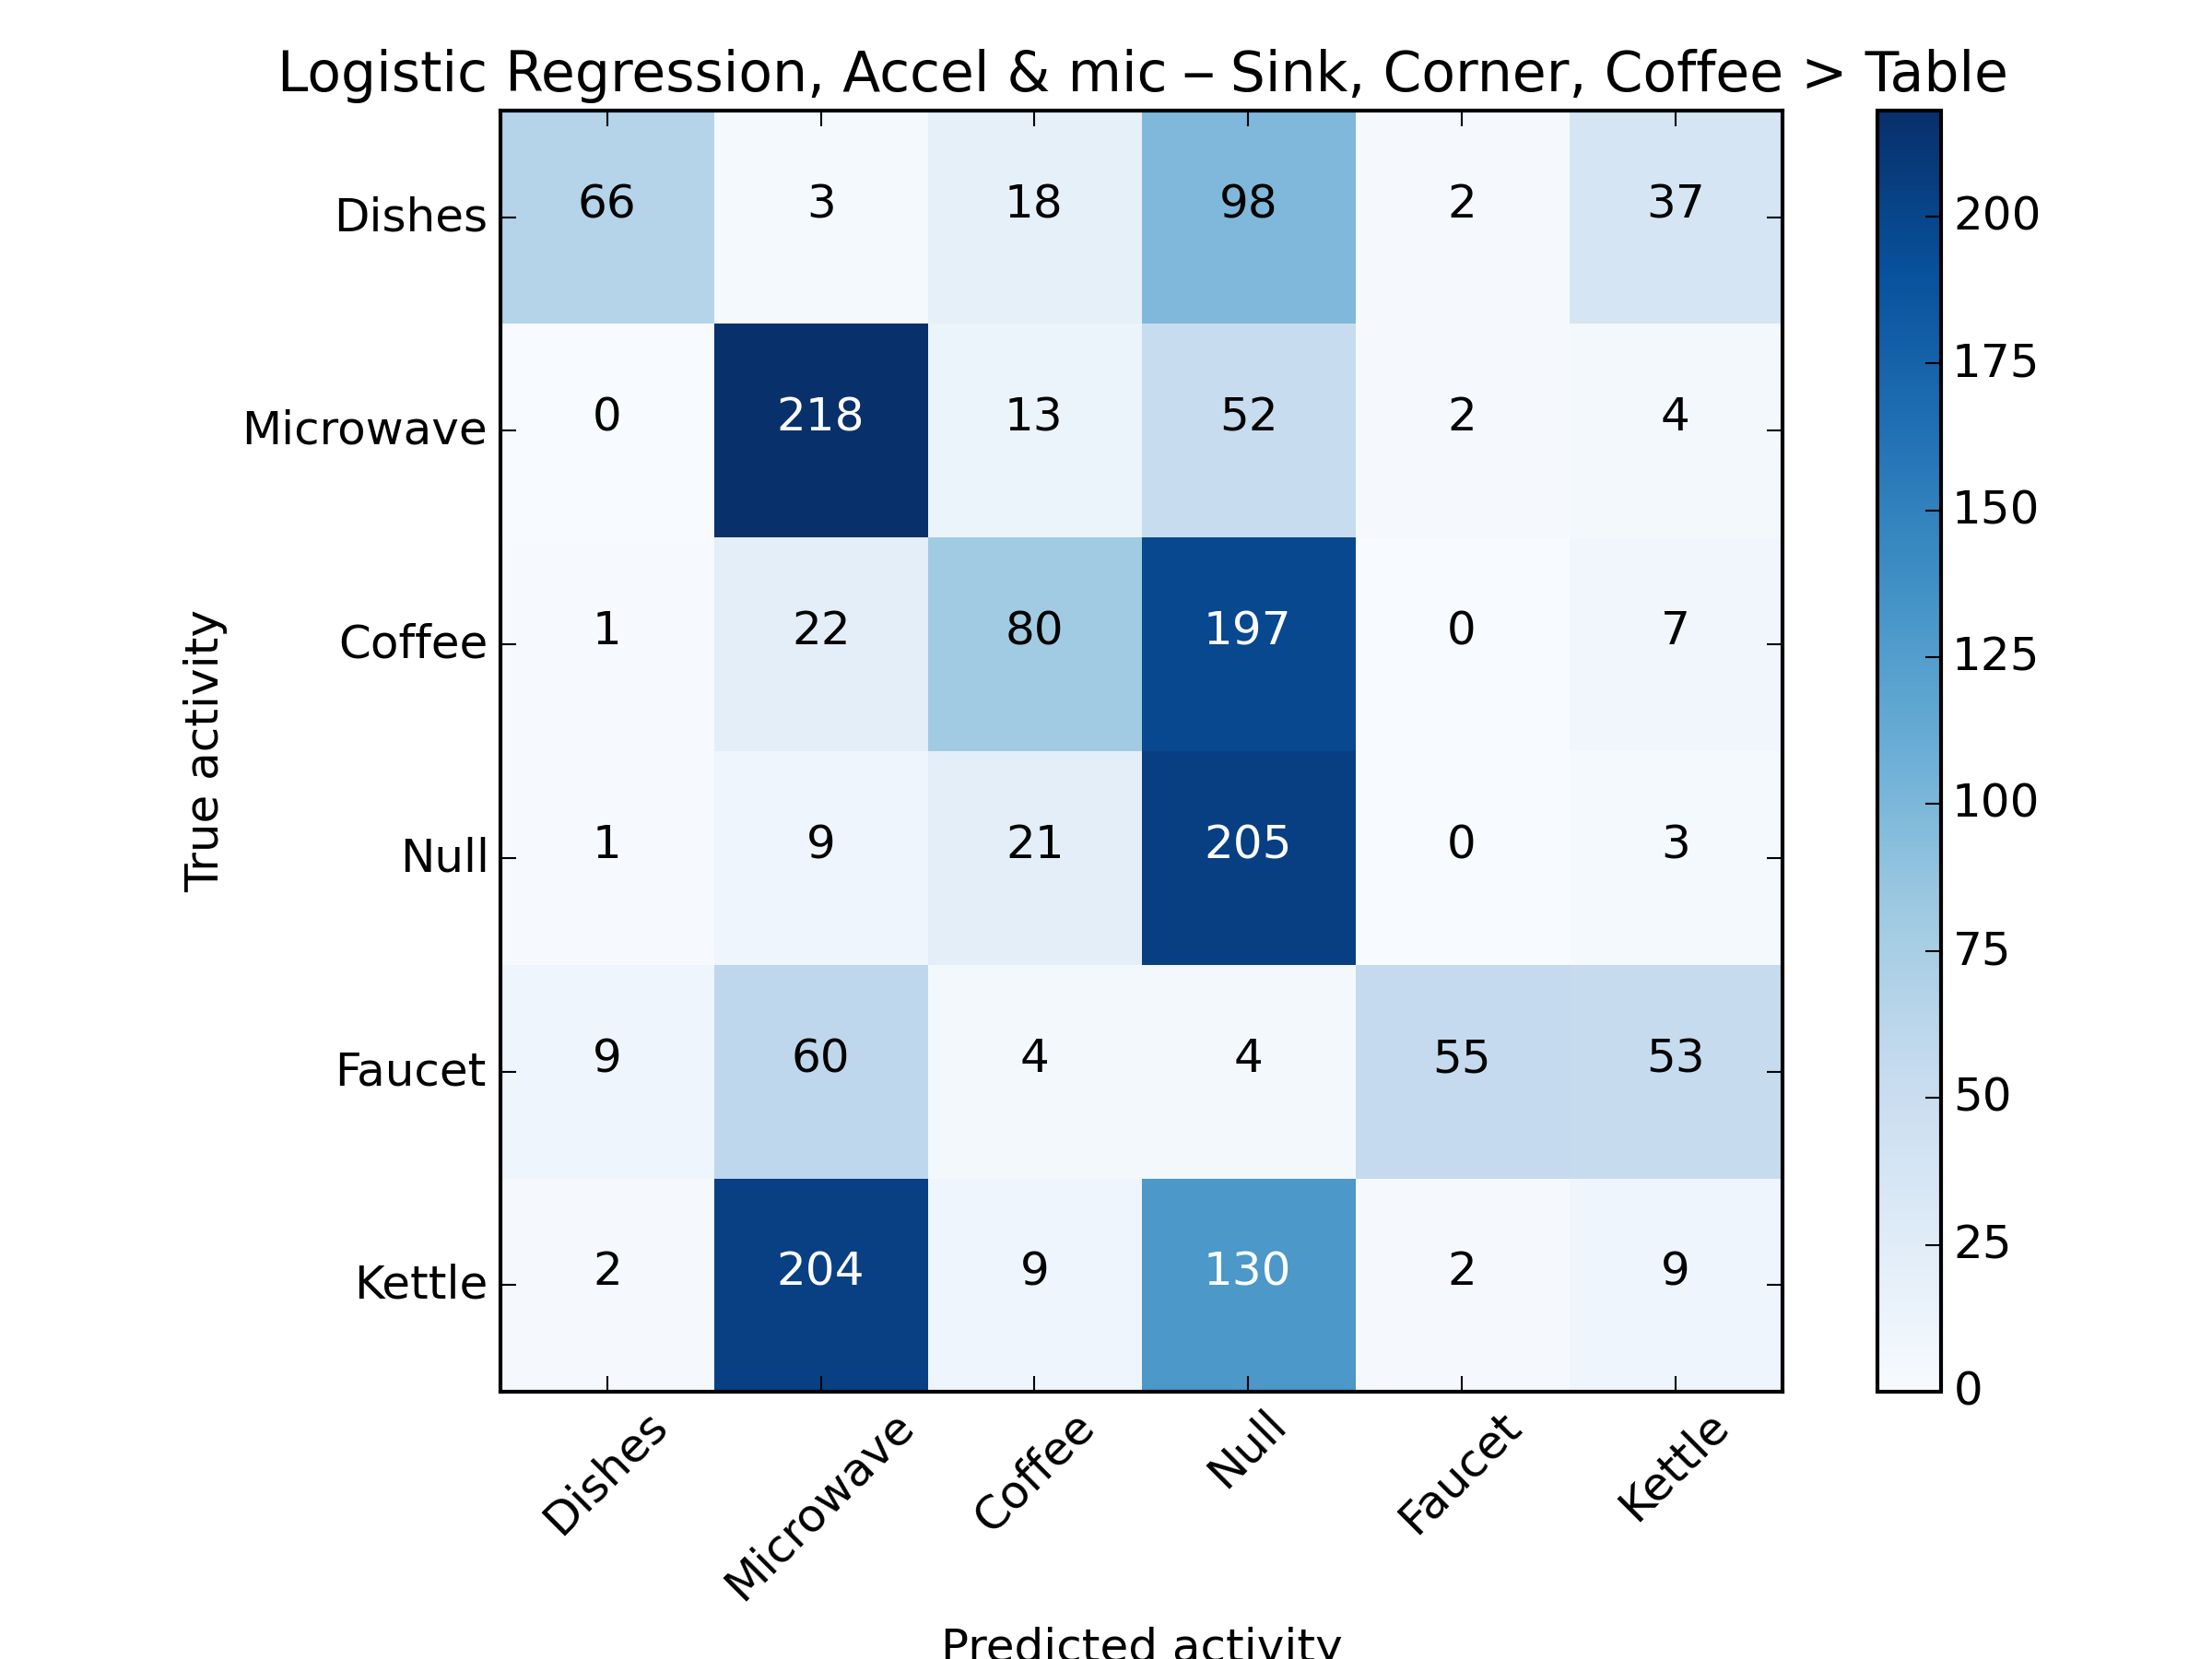 Logistic Regression, Accel & mic – Sink, Corner, Coffee > Table
Dishes 66 3 18 98 2 37
Microwave 0 218 13 52 2 4
Coffee 1 22 80 197 0 7
Null 1 9 21 205 0 3
Faucet 9 60 4 4 55 53
Kettle 2 204 9 130 2 9
True activity
Dishes Microwave Coffee Null Faucet Kettle
Predicted activity
200
175
150
125
100
75
50
25
0